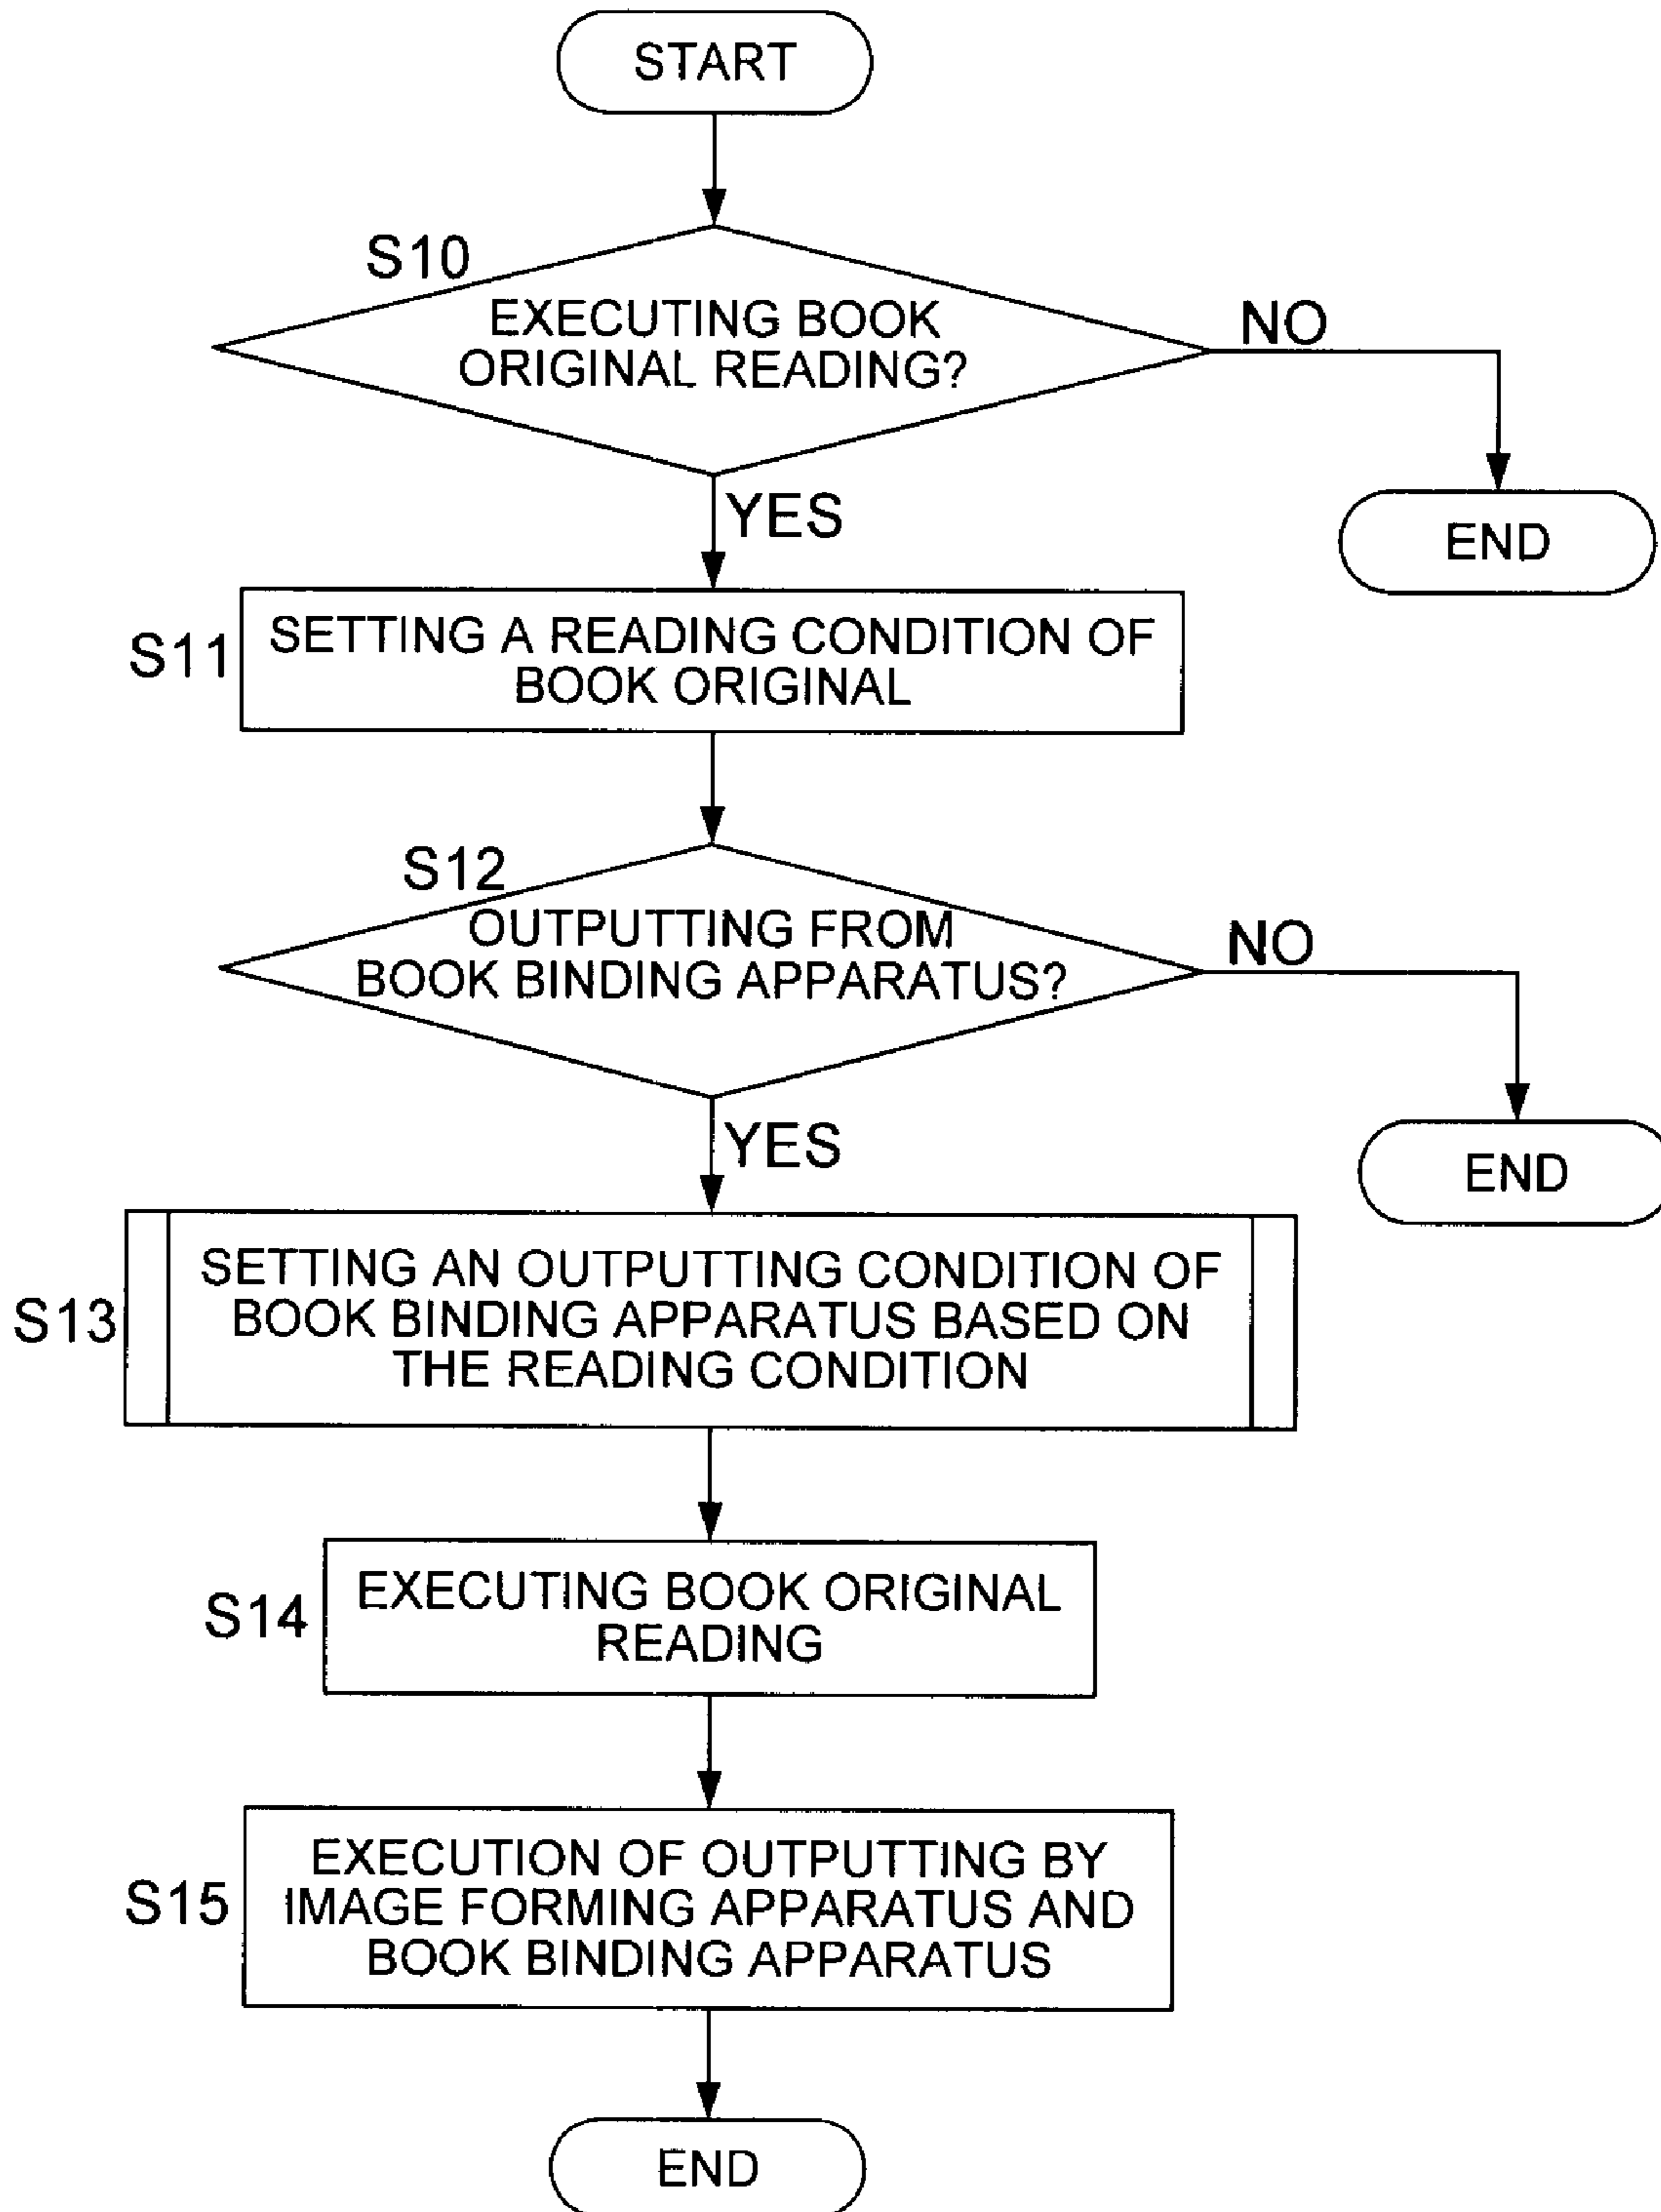 START
S10
EXECUTING BOOK
ORIGINAL READING?
NO
END
YES
S11
SETTING A READING CONDITION OF
BOOK ORIGINAL
S12
OUTPUTTING FROM
BOOK BINDING APPARATUS?
NO
END
YES
S13
SETTING AN OUTPUTTING CONDITION OF
BOOK BINDING APPARATUS BASED ON
THE READING CONDITION
S14
EXECUTING BOOK ORIGINAL
READING
S15
EXECUTION OF OUTPUTTING BY
IMAGE FORMING APPARATUS AND
BOOK BINDING APPARATUS
END